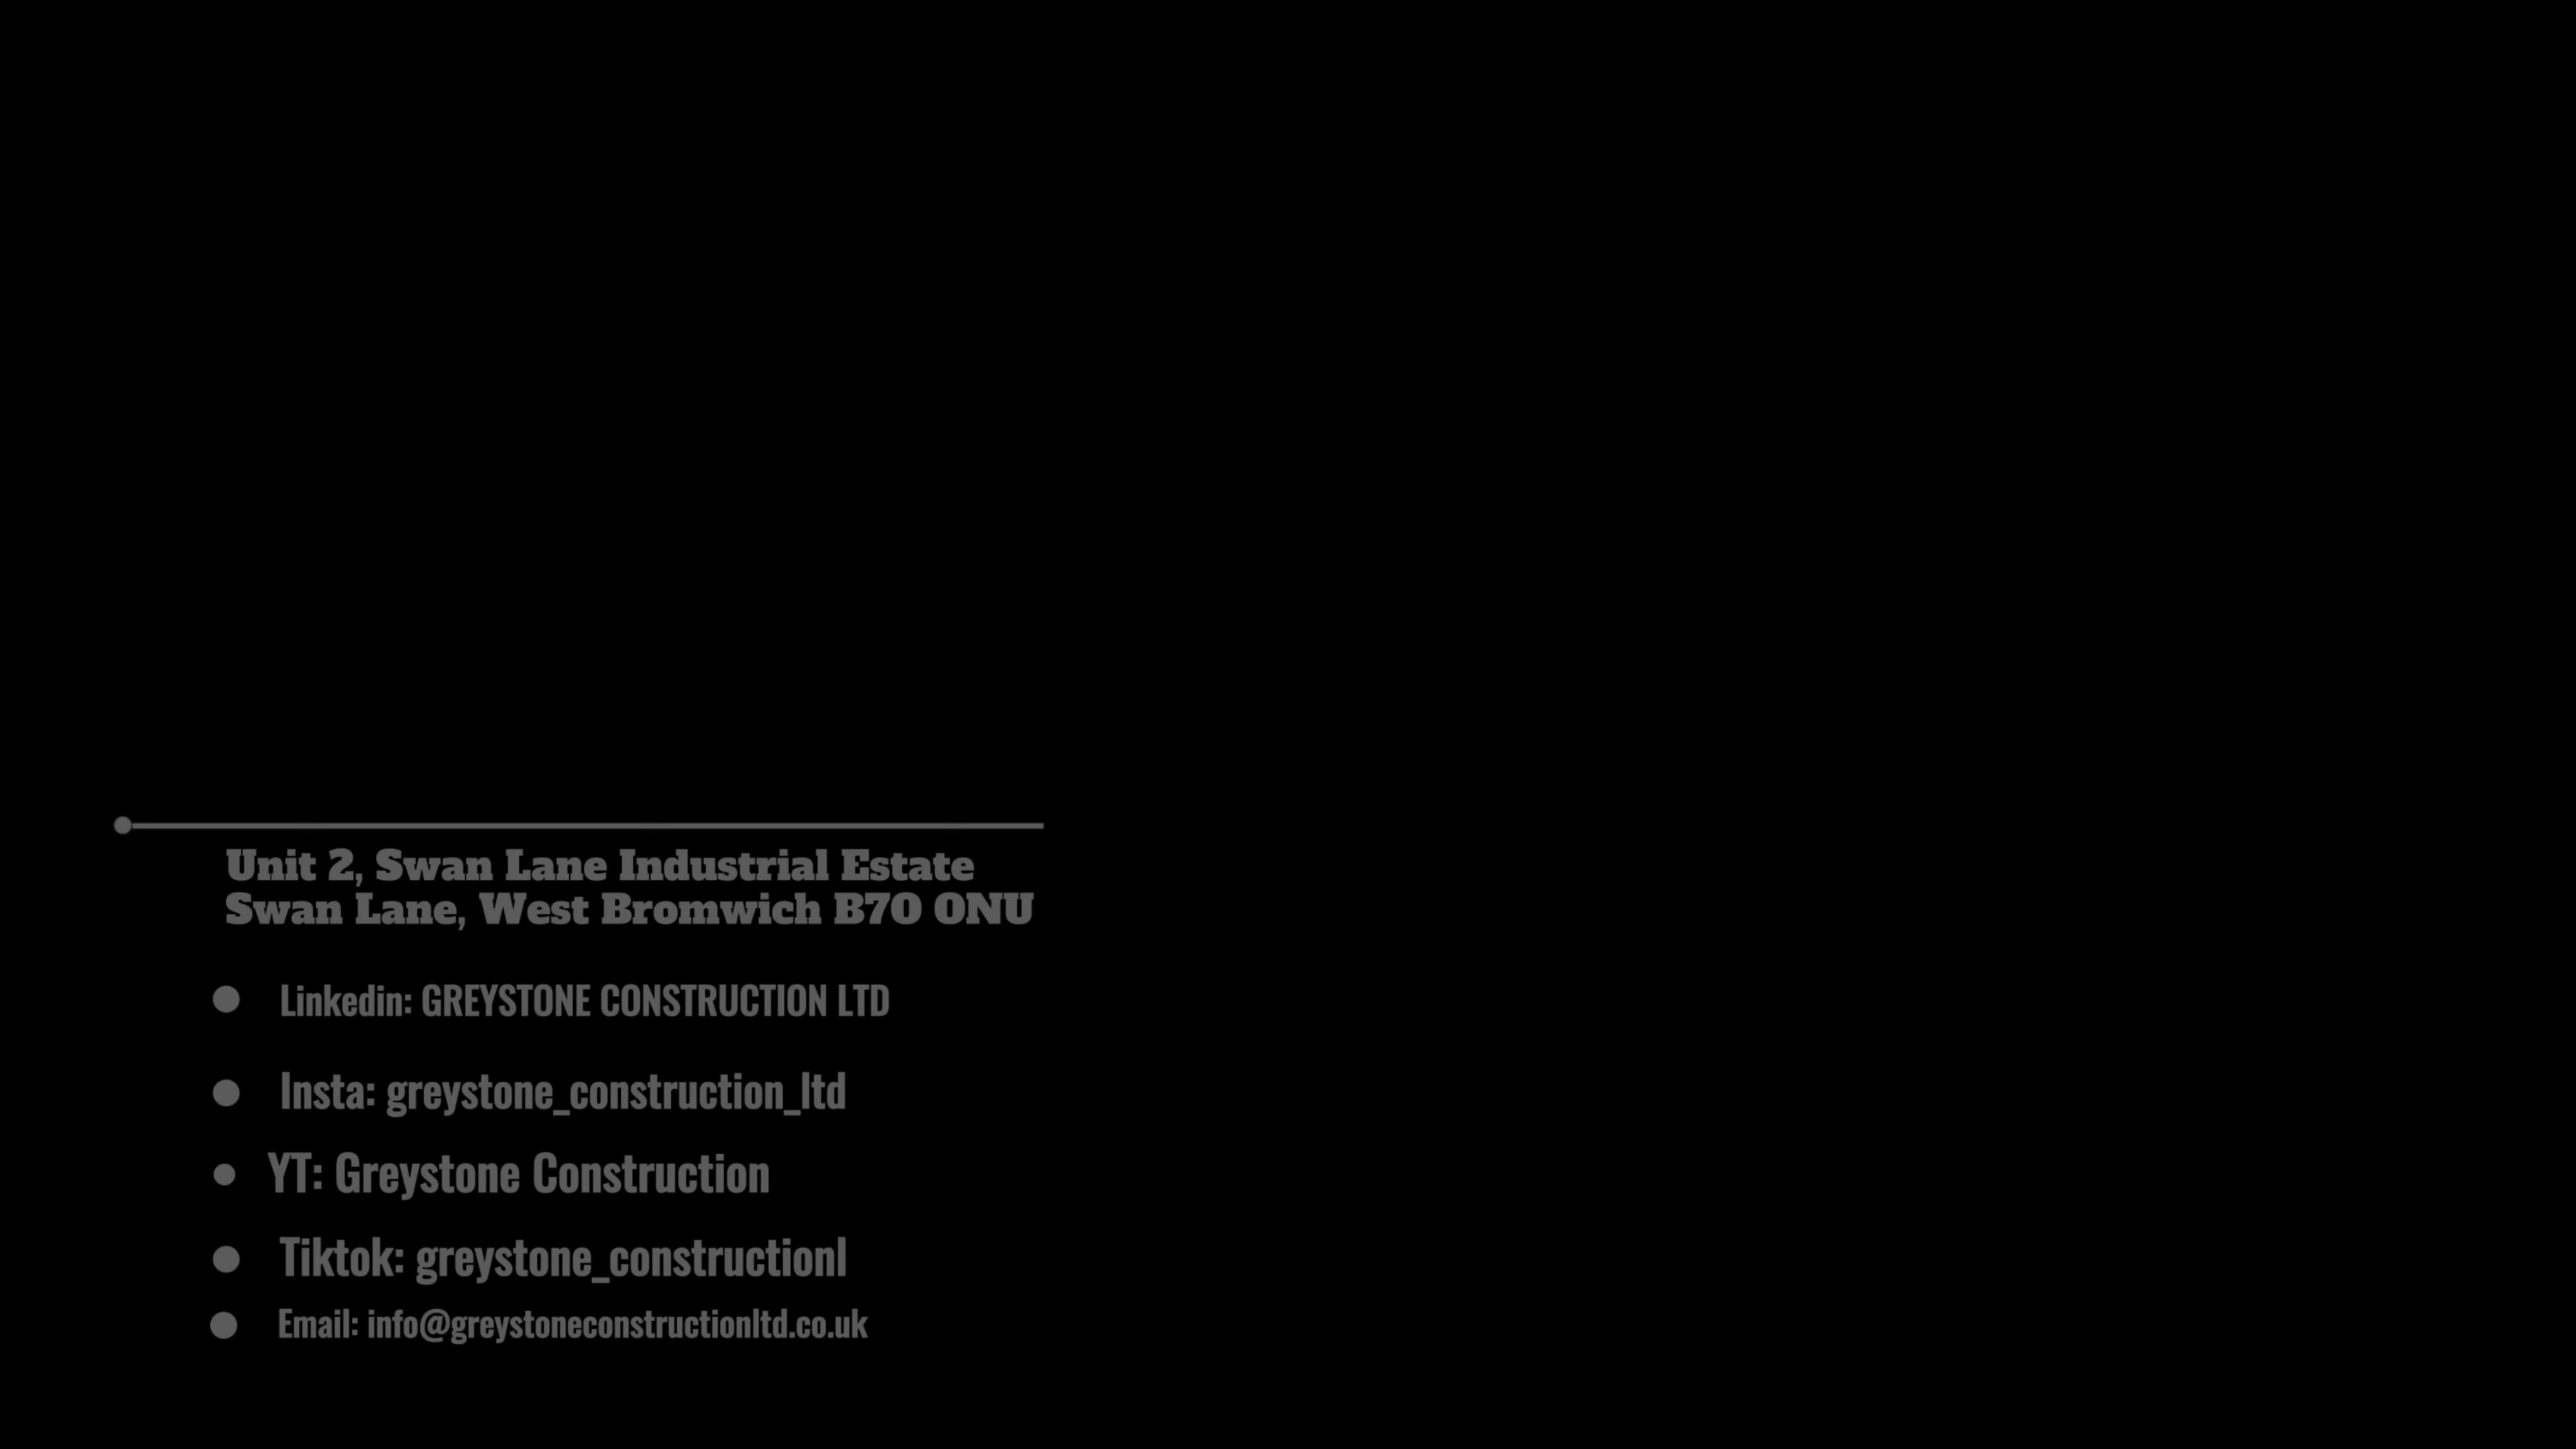 Unit 2, Swan Lane Industrial Estate
Swan Lane, West Bromwich B70 0NU
Linkedin: GREYSTONE CONSTRUCTION LTD
Insta: greystone_construction_ltd
YT: Greystone Construction
Tiktok: greystone_constructionl
Email: info@greystoneconstructionltd.co.uk